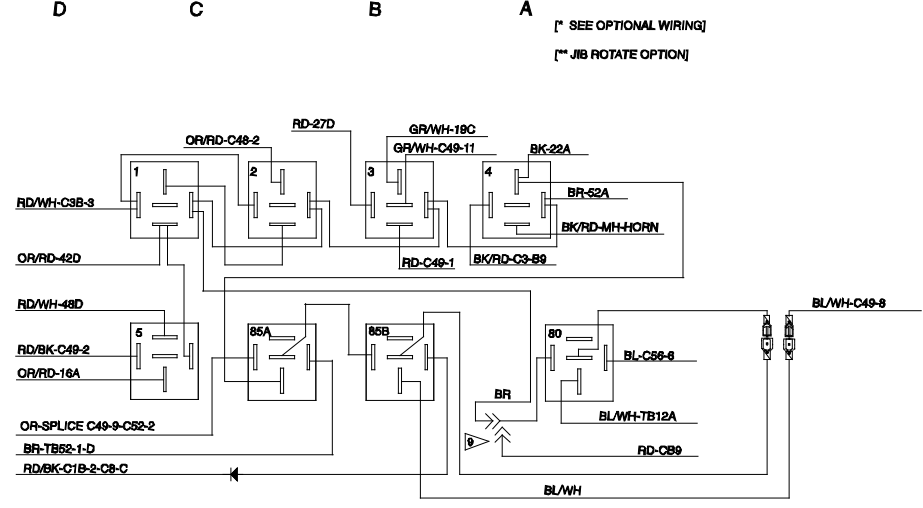 D C B A
[* SEE OPTIONAL WIRING]
[** JIB ROTATE OPTION]
RD-27D
GR/WH-19C
OR/RD-C48-2
GR/WH-C49-11
BK-22A
1
2
3
4
BR-52A
RD/WH-C3B-3
BK/RD-MH-HORN
OR/RD-42D
RD-C49-1
BK/RD-C3-B9
RD/WH-48D
BL/WH-C49-8
5
85A
85B
80
RD/BK-C49-2
BL-C56-6
OR/RD-16A
BR
BL/WH-TB12A
OR-SPLICE C49-9-C52-2
9
BR-TB52-1-D
RD-CB9
RD/BK-C1B-2-C8-C
BL/WH